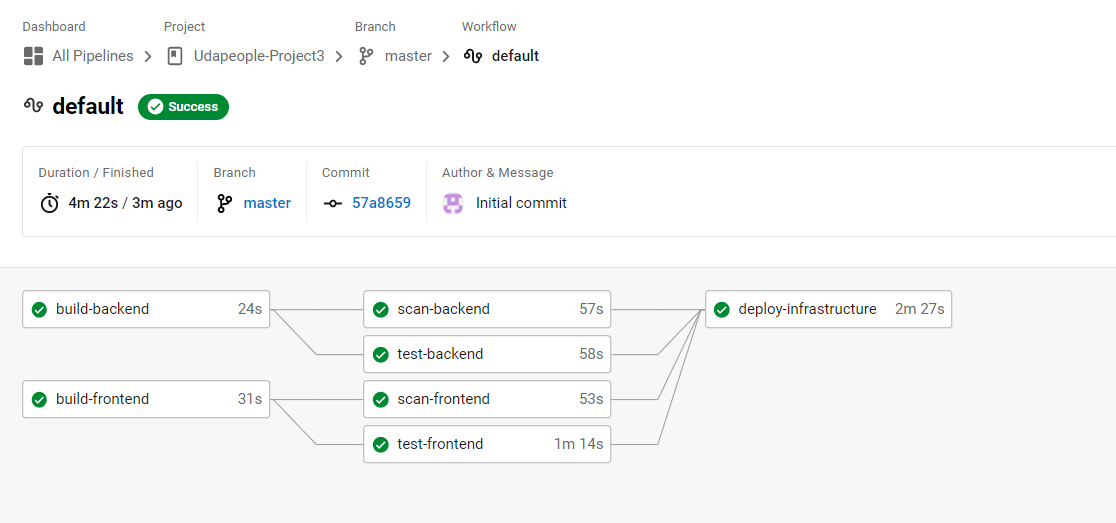 Dashboard Project Branch Workflow
All Pipelines Udapeople-Project3 master default
default Success
Duration / Finished Branch Commit Author & Message
4m 22s / 3m ago master 57a8659 Initial commit
build-backend 24s scan-backend 57s deploy-infrastructure 2m 27s
test-backend 58s
build-frontend 31s scan-frontend 53s
test-frontend 1m 14s